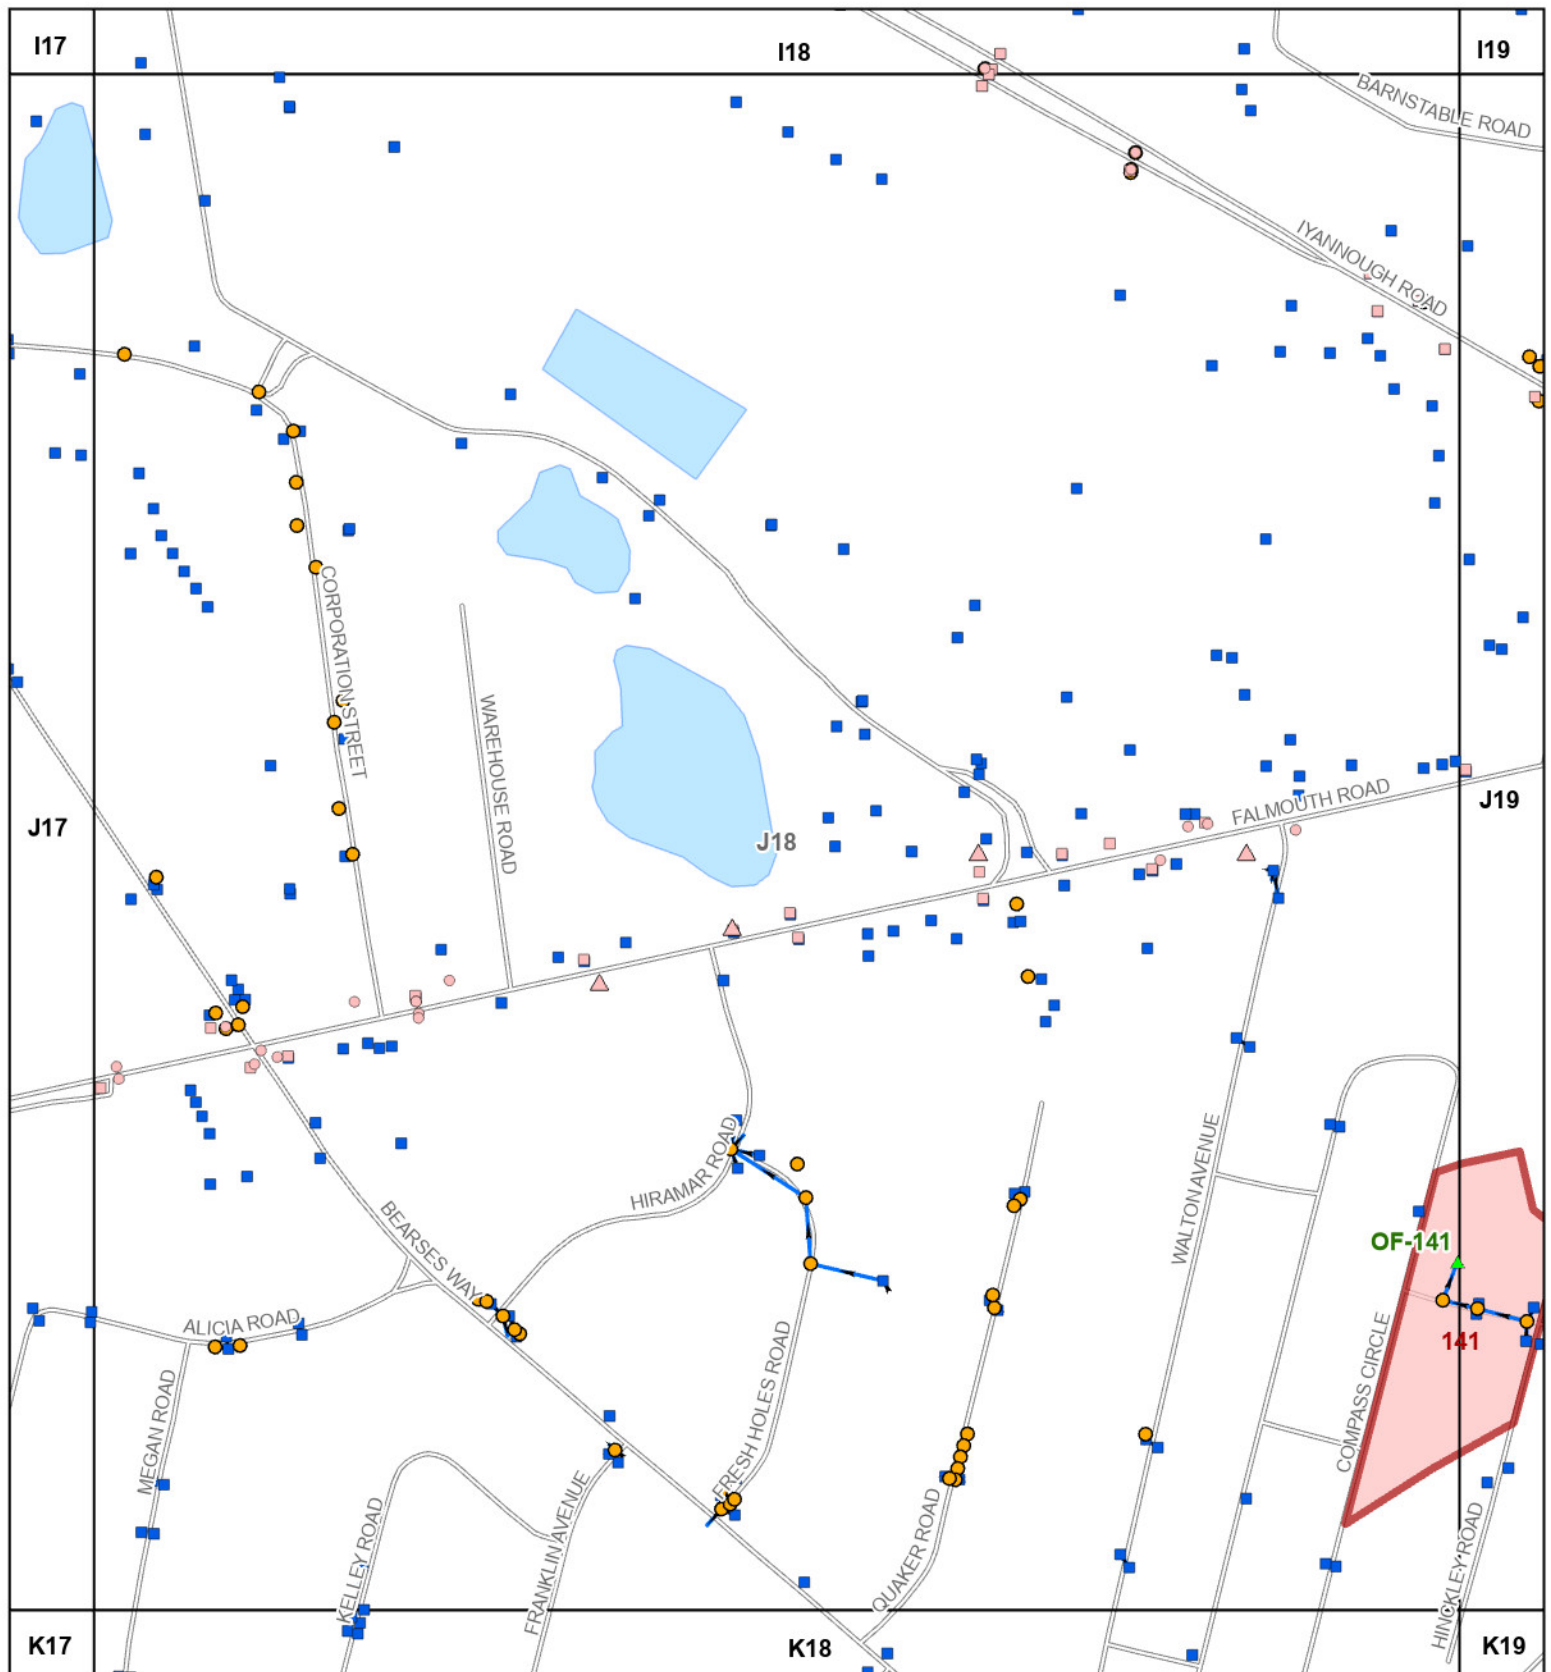 I17
I18
I19
BARNSTABLE ROAD
IYANNOUGH ROAD
CORPORATION STREET
WAREHOUSE ROAD
FALMOUTH ROAD
J17
J18
J19
HIRAMAR ROAD
WALTON AVENUE
BEARSES WAY
OF-141
ALICIA ROAD
141
COMPASS CIRCLE
MEGAN ROAD
FRESH HOLES ROAD
KELLEY ROAD
FRANKLIN AVENUE
QUAKER ROAD
HINCKLEY ROAD
K17
K18
K19